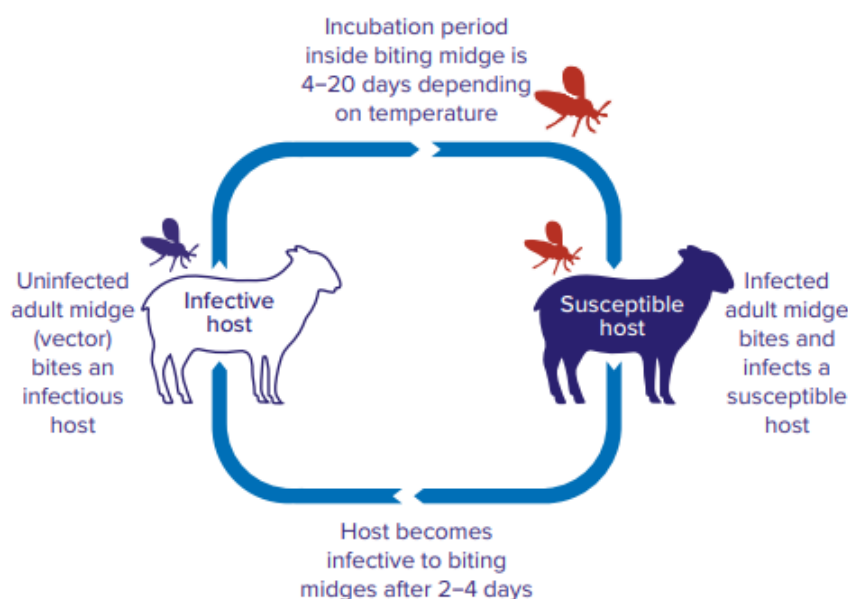 Incubation period
inside biting midge is
4–20 days depending
on temperature
Uninfected
adult midge
(vector)
bites an
infectious
host
Infective
host
Susceptible
host
Infected
adult midge
bites and
infects a
susceptible
host
Host becomes
infective to biting
midges after 2–4 days